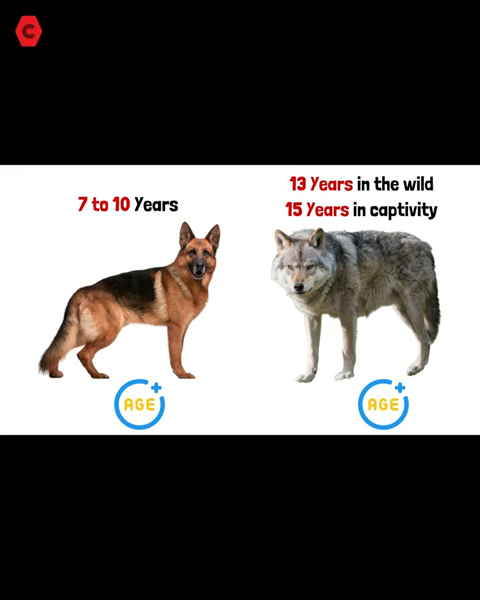 C
7 to 10 Years
13 Years in the wild
15 Years in captivity
AGE
AGE